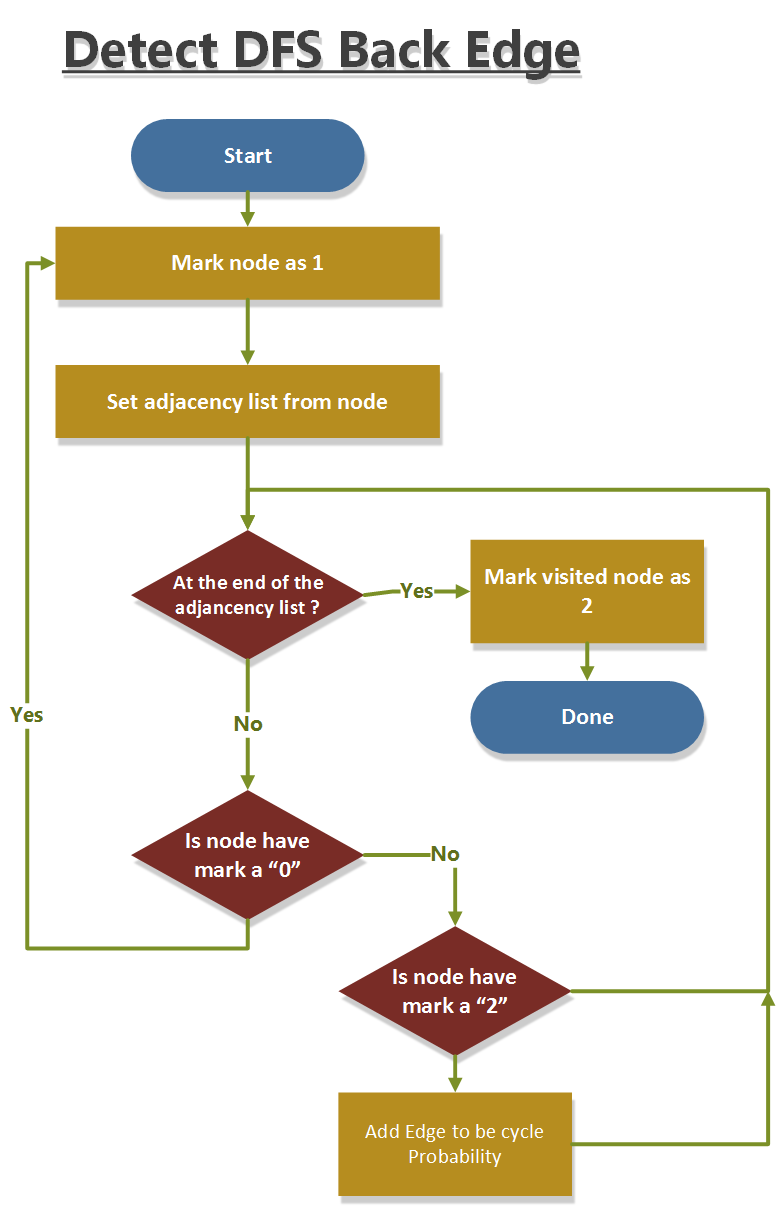 Detect DFS Back Edge
Start
Mark node as 1
Set adjacency list from node
At the end of the
adjancency list ?
Yes
Mark visited node as
2
Done
Yes
No
Is node have
mark a “0”
No
Is node have
mark a “2”
Add Edge to be cycle
Probability